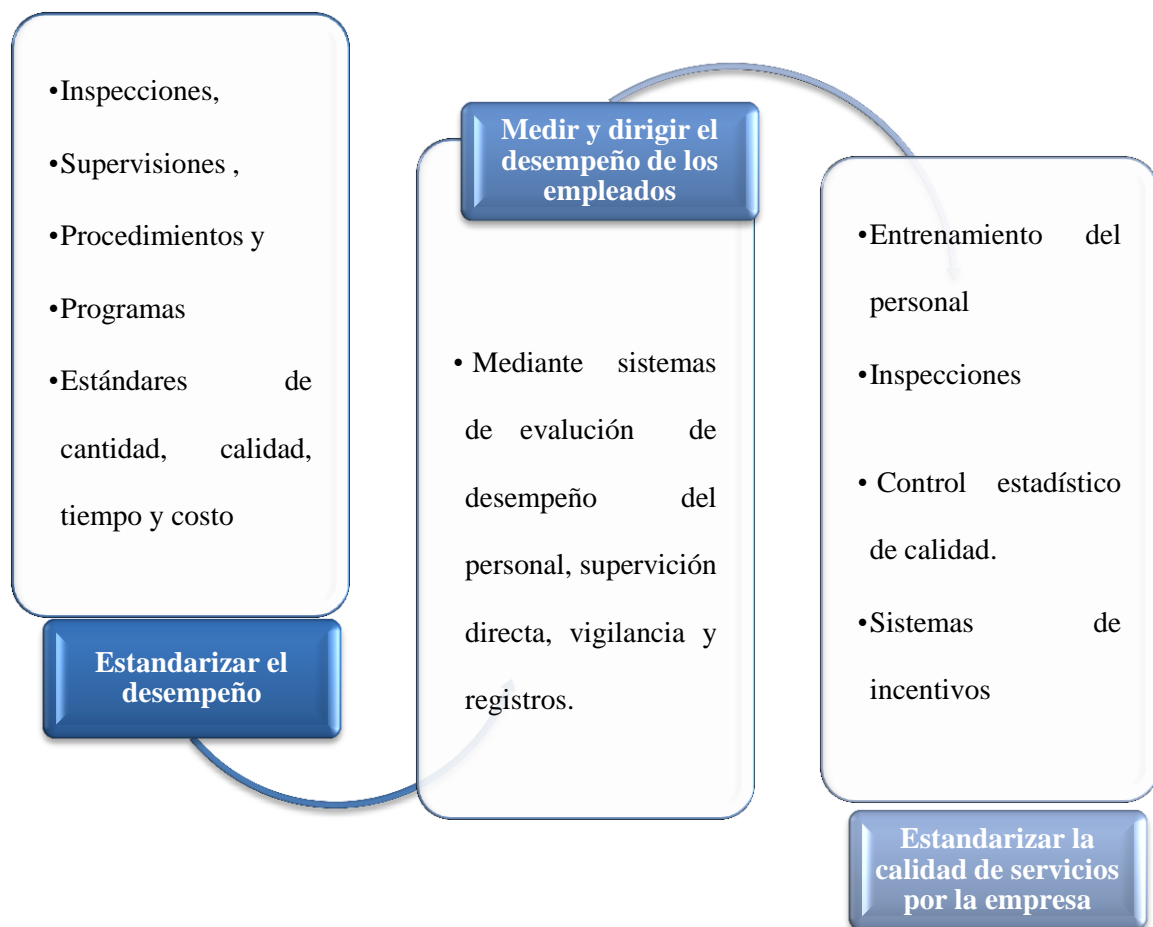 •Inspecciones,
•Supervisiones ,
•Procedimientos y
•Programas
•Estándares de
cantidad, calidad,
tiempo y costo
Estandarizar el
desempeño
Medir y dirigir el
desempeño de los
empleados
• Mediante sistemas
de evalución de
desempeño del
personal, supervición
directa, vigilancia y
registros.
•Entrenamiento del
personal
•Inspecciones
• Control estadístico
de calidad.
•Sistemas de
incentivos
Estandarizar la
calidad de servicios
por la empresa